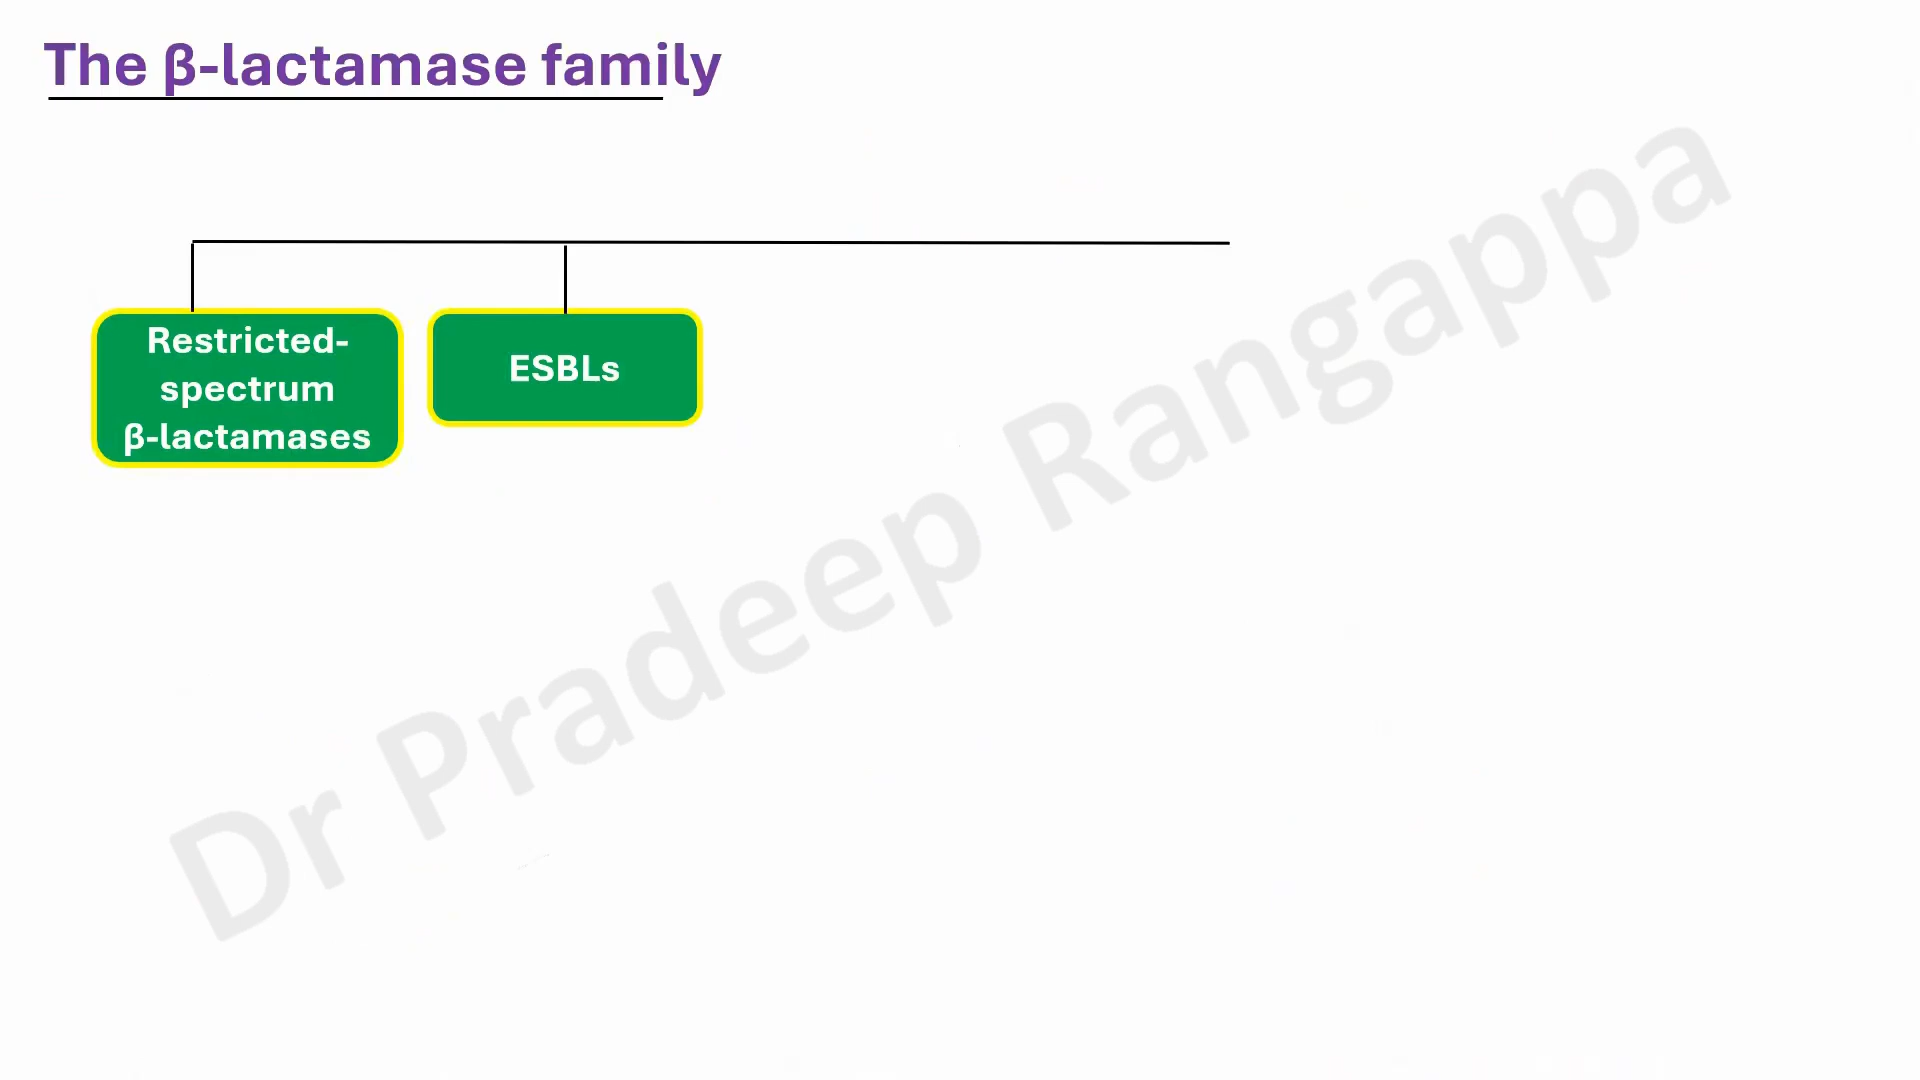 The β-lactamase family
Restricted-
spectrum
β-lactamases
ESBLs
Dr Pradeep Rangappa